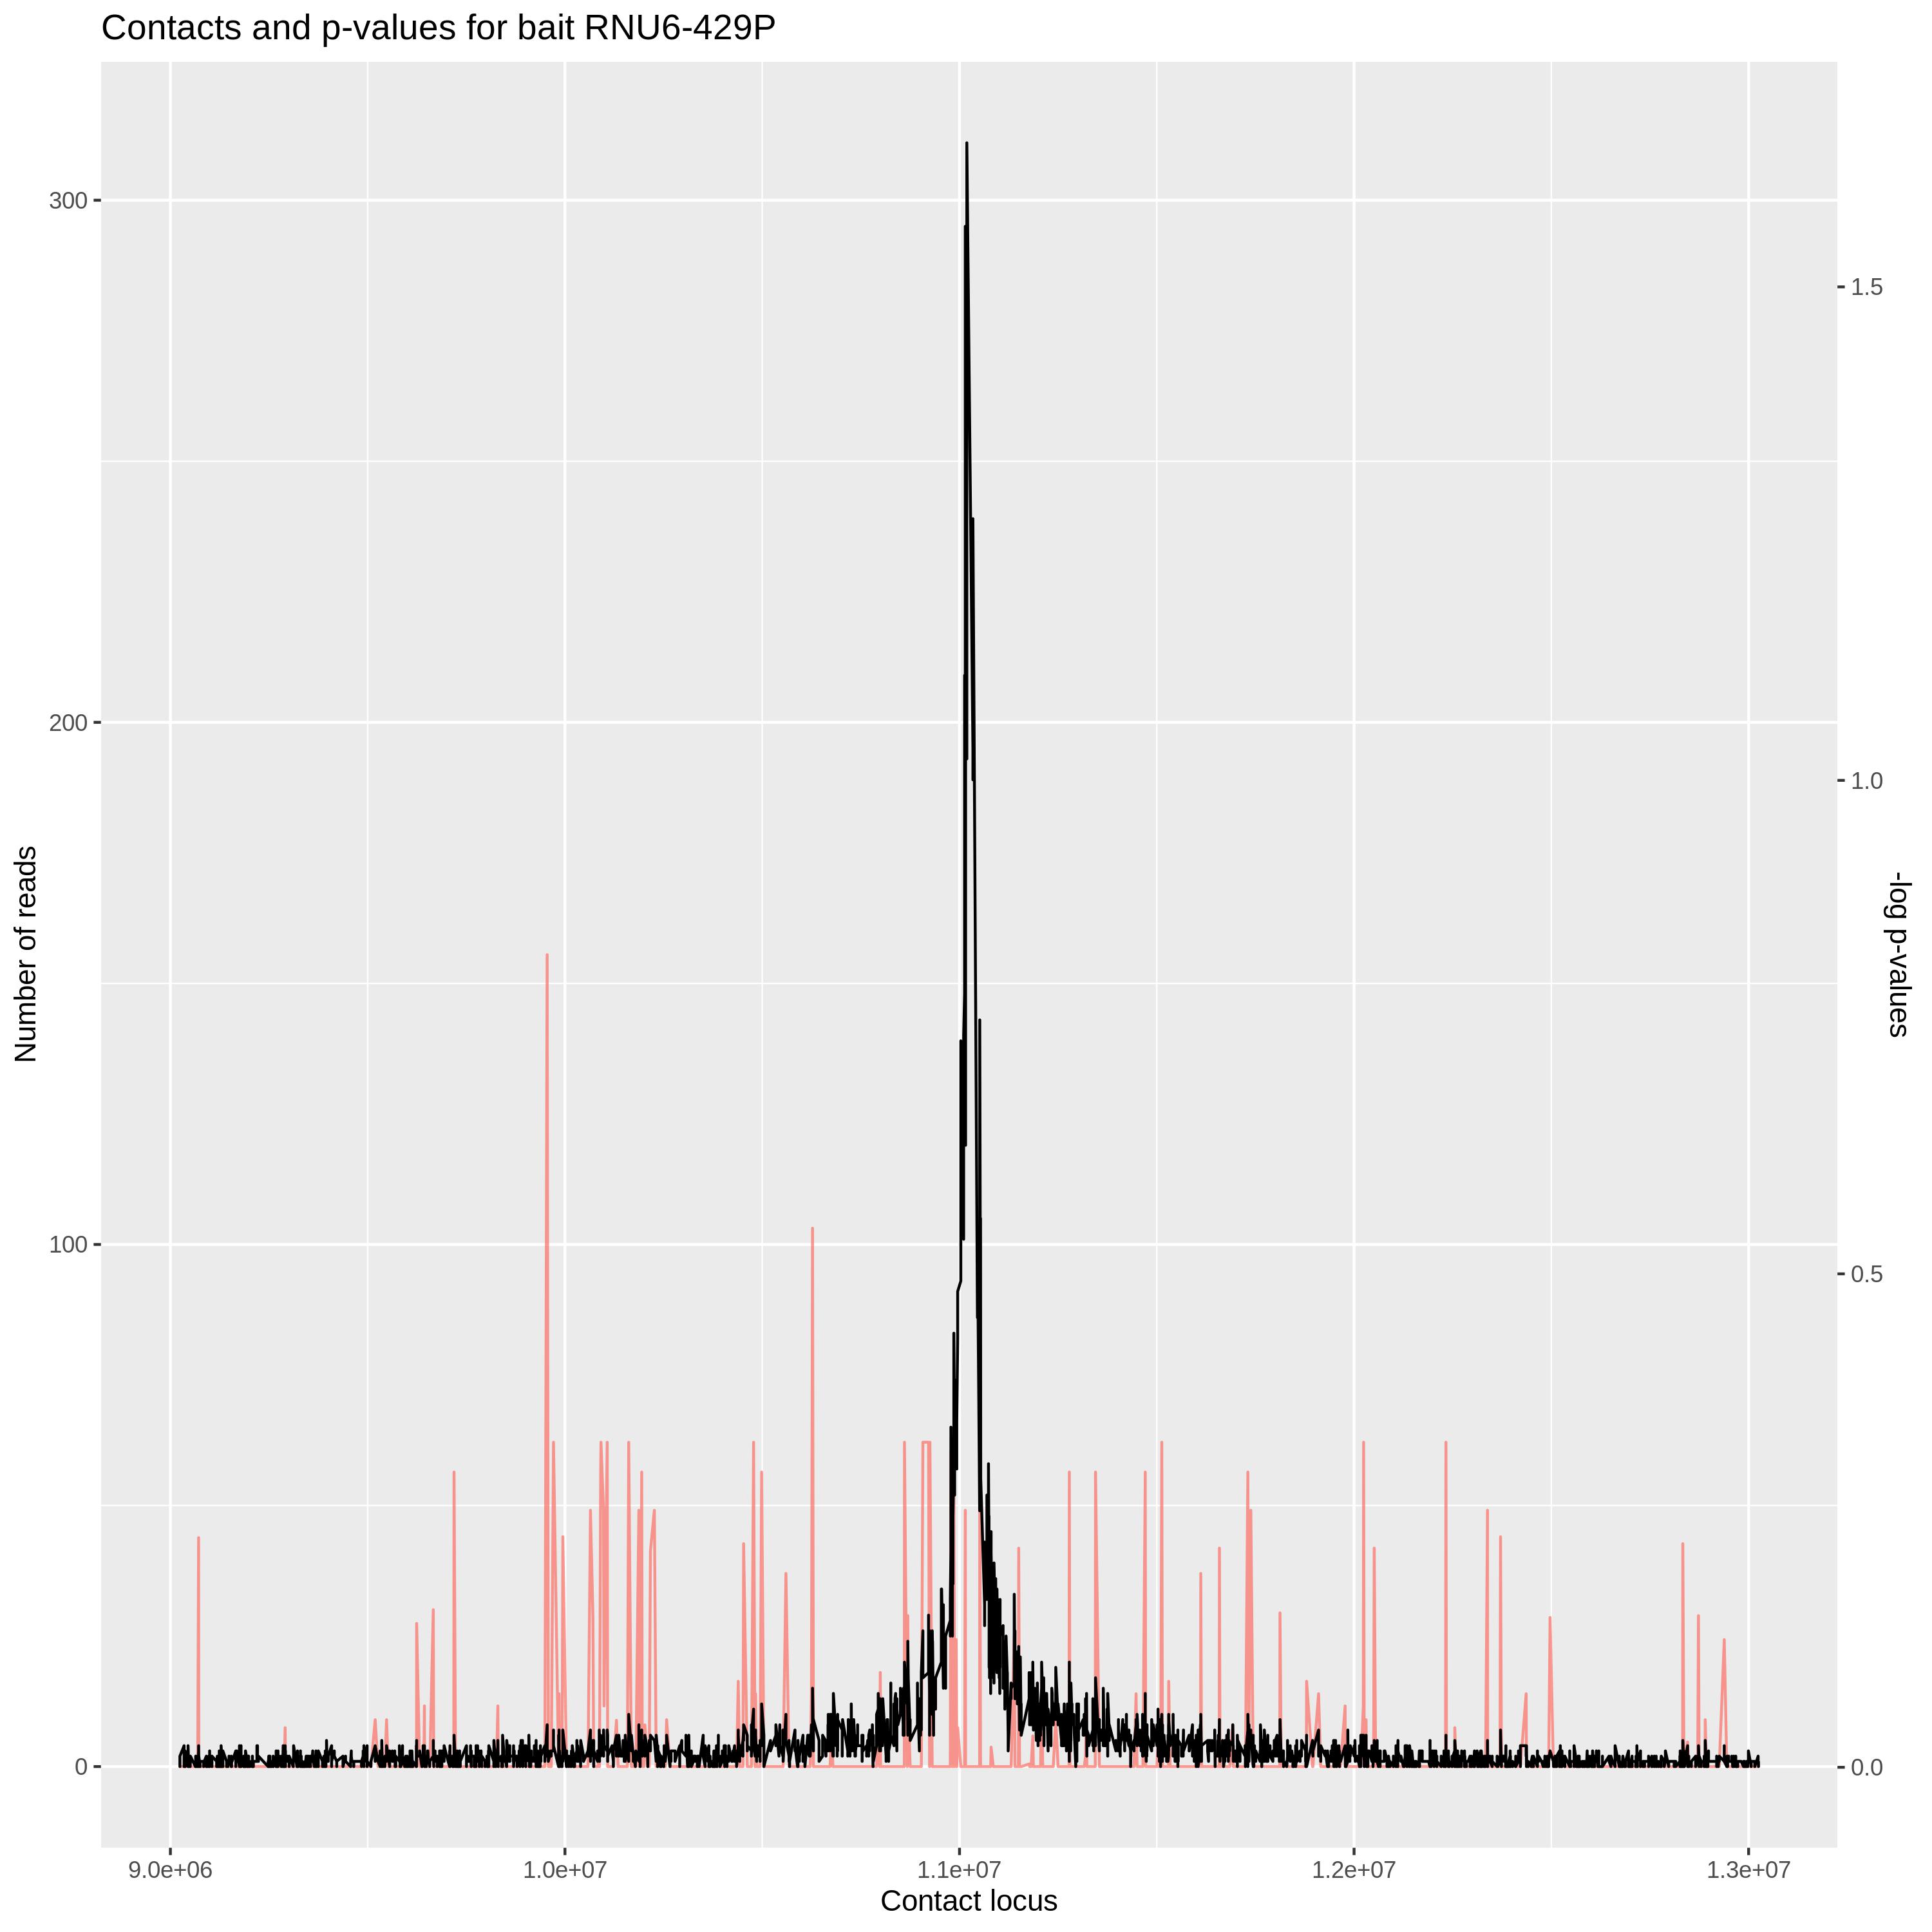 Contacts and p-values for bait RNU6-429P
300
200
100
0
1.5
1.0
0.5
0.0
Number of reads
-log p-values
9.0e+06
1.0e+07
1.1e+07
1.2e+07
1.3e+07
Contact locus